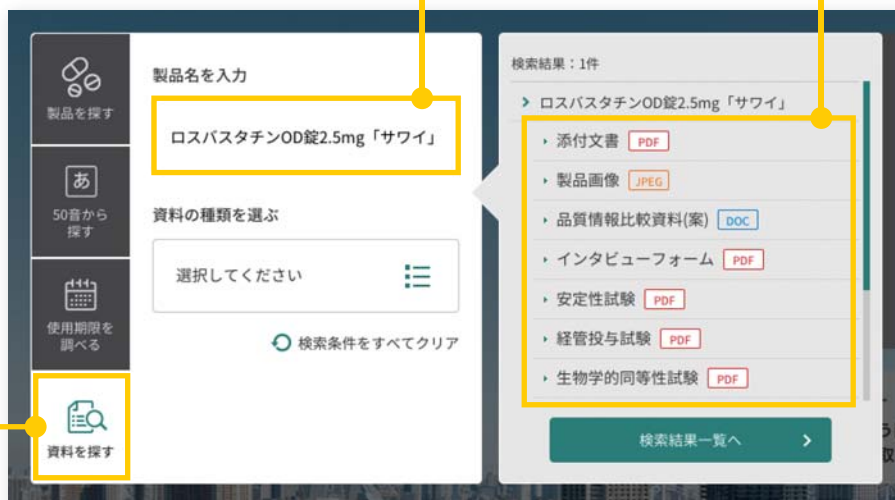 製品を探す
あ
50音から
探す
使用期限を
調べる
資料を探す
製品名を入力
ロスバスタチンOD錠2.5mg「サワイ」
資料の種類を選ぶ
選択してください
検索条件をすべてクリア
検索結果：1件
ロスバスタチンOD錠2.5mg「サワイ」
添付文書 PDF
製品画像 JPEG
品質情報比較資料(案) DOC
インタビューフォーム PDF
安定性試験 PDF
経管投与試験 PDF
生物学的同等性試験 PDF
検索結果一覧へ
う
取